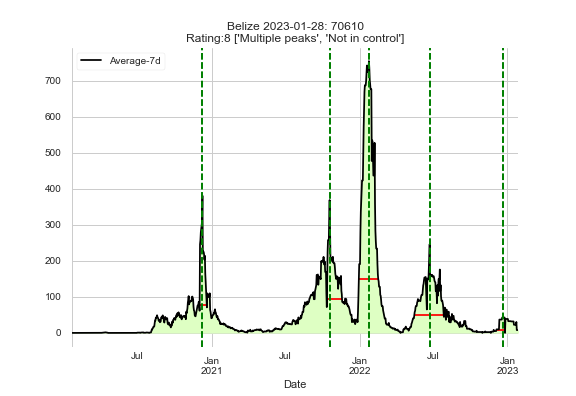 Belize 2023-01-28: 70610
Rating:8 ['Multiple peaks', 'Not in control']
Average-7d
700
600
500
400
300
200
100
0
Jul
Jan
2021
Jul
Jan
2022
Jul
Jan
2023
Date